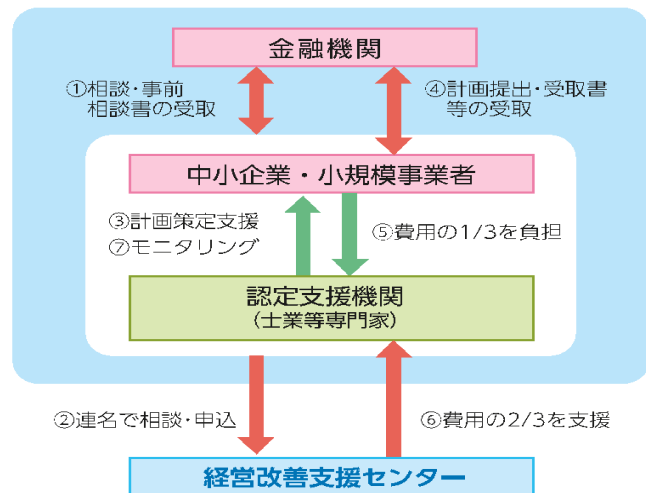 金融機関
①相談・事前
相談書の受取
④計画提出・受取書
等の受取
中小企業・小規模事業者
③計画策定支援
⑦モニタリング
⑤費用の1/3を負担
認定支援機関
(士業等専門家)
②連名で相談・申込
⑥費用の2/3を支援
経営改善支援センター